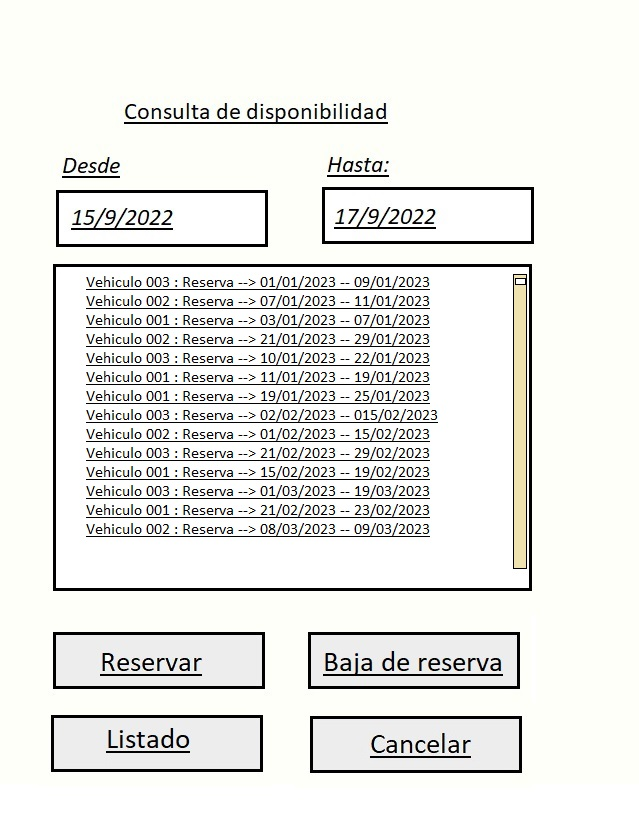 Consulta de disponibilidad
Desde
Hasta:
15/9/2022
17/9/2022
Vehiculo 003 : Reserva --> 01/01/2023 -- 09/01/2023
Vehiculo 002 : Reserva --> 07/01/2023 -- 11/01/2023
Vehiculo 001 : Reserva --> 03/01/2023 -- 07/01/2023
Vehiculo 002 : Reserva --> 21/01/2023 -- 29/01/2023
Vehiculo 003 : Reserva --> 10/01/2023 -- 22/01/2023
Vehiculo 001 : Reserva --> 11/01/2023 -- 19/01/2023
Vehiculo 001 : Reserva --> 19/01/2023 -- 25/01/2023
Vehiculo 003 : Reserva --> 02/02/2023 -- 015/02/2023
Vehiculo 002 : Reserva --> 01/02/2023 -- 15/02/2023
Vehiculo 003 : Reserva --> 21/02/2023 -- 29/02/2023
Vehiculo 001 : Reserva --> 15/02/2023 -- 19/02/2023
Vehiculo 003 : Reserva --> 01/03/2023 -- 19/03/2023
Vehiculo 001 : Reserva --> 21/02/2023 -- 23/02/2023
Vehiculo 002 : Reserva --> 08/03/2023 -- 09/03/2023
Reservar
Baja de reserva
Listado
Cancelar